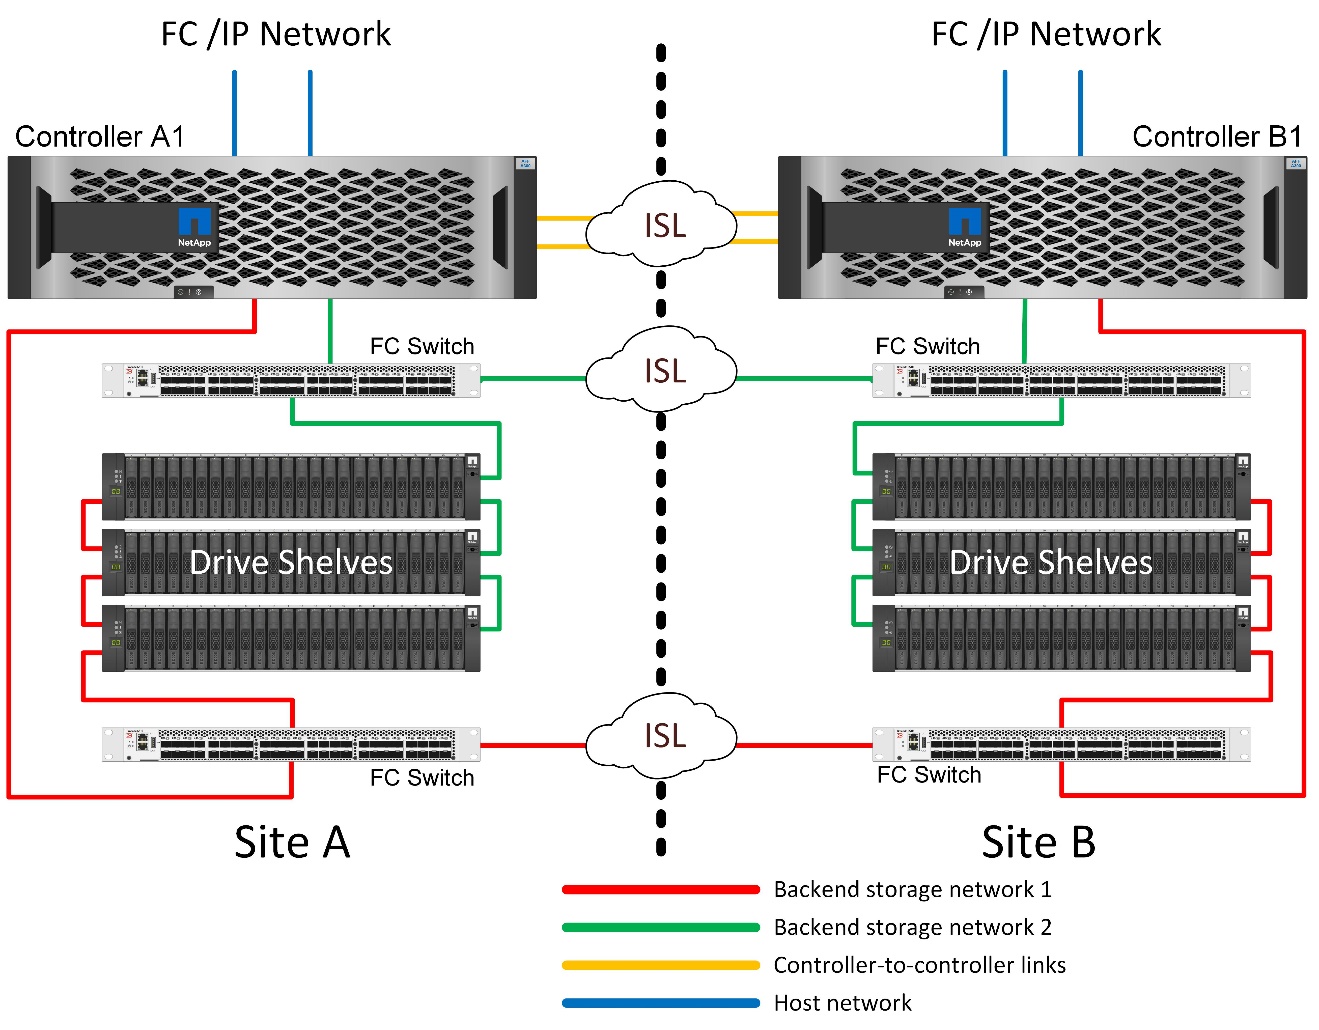 FC /IP Network
FC /IP Network
Controller A1
Controller B1
NetApp
NetApp
ISL
FC Switch
FC Switch
ISL
Drive Shelves
Drive Shelves
ISL
FC Switch
FC Switch
Site A
Site B
Backend storage network 1
Backend storage network 2
Controller-to-controller links
Host network